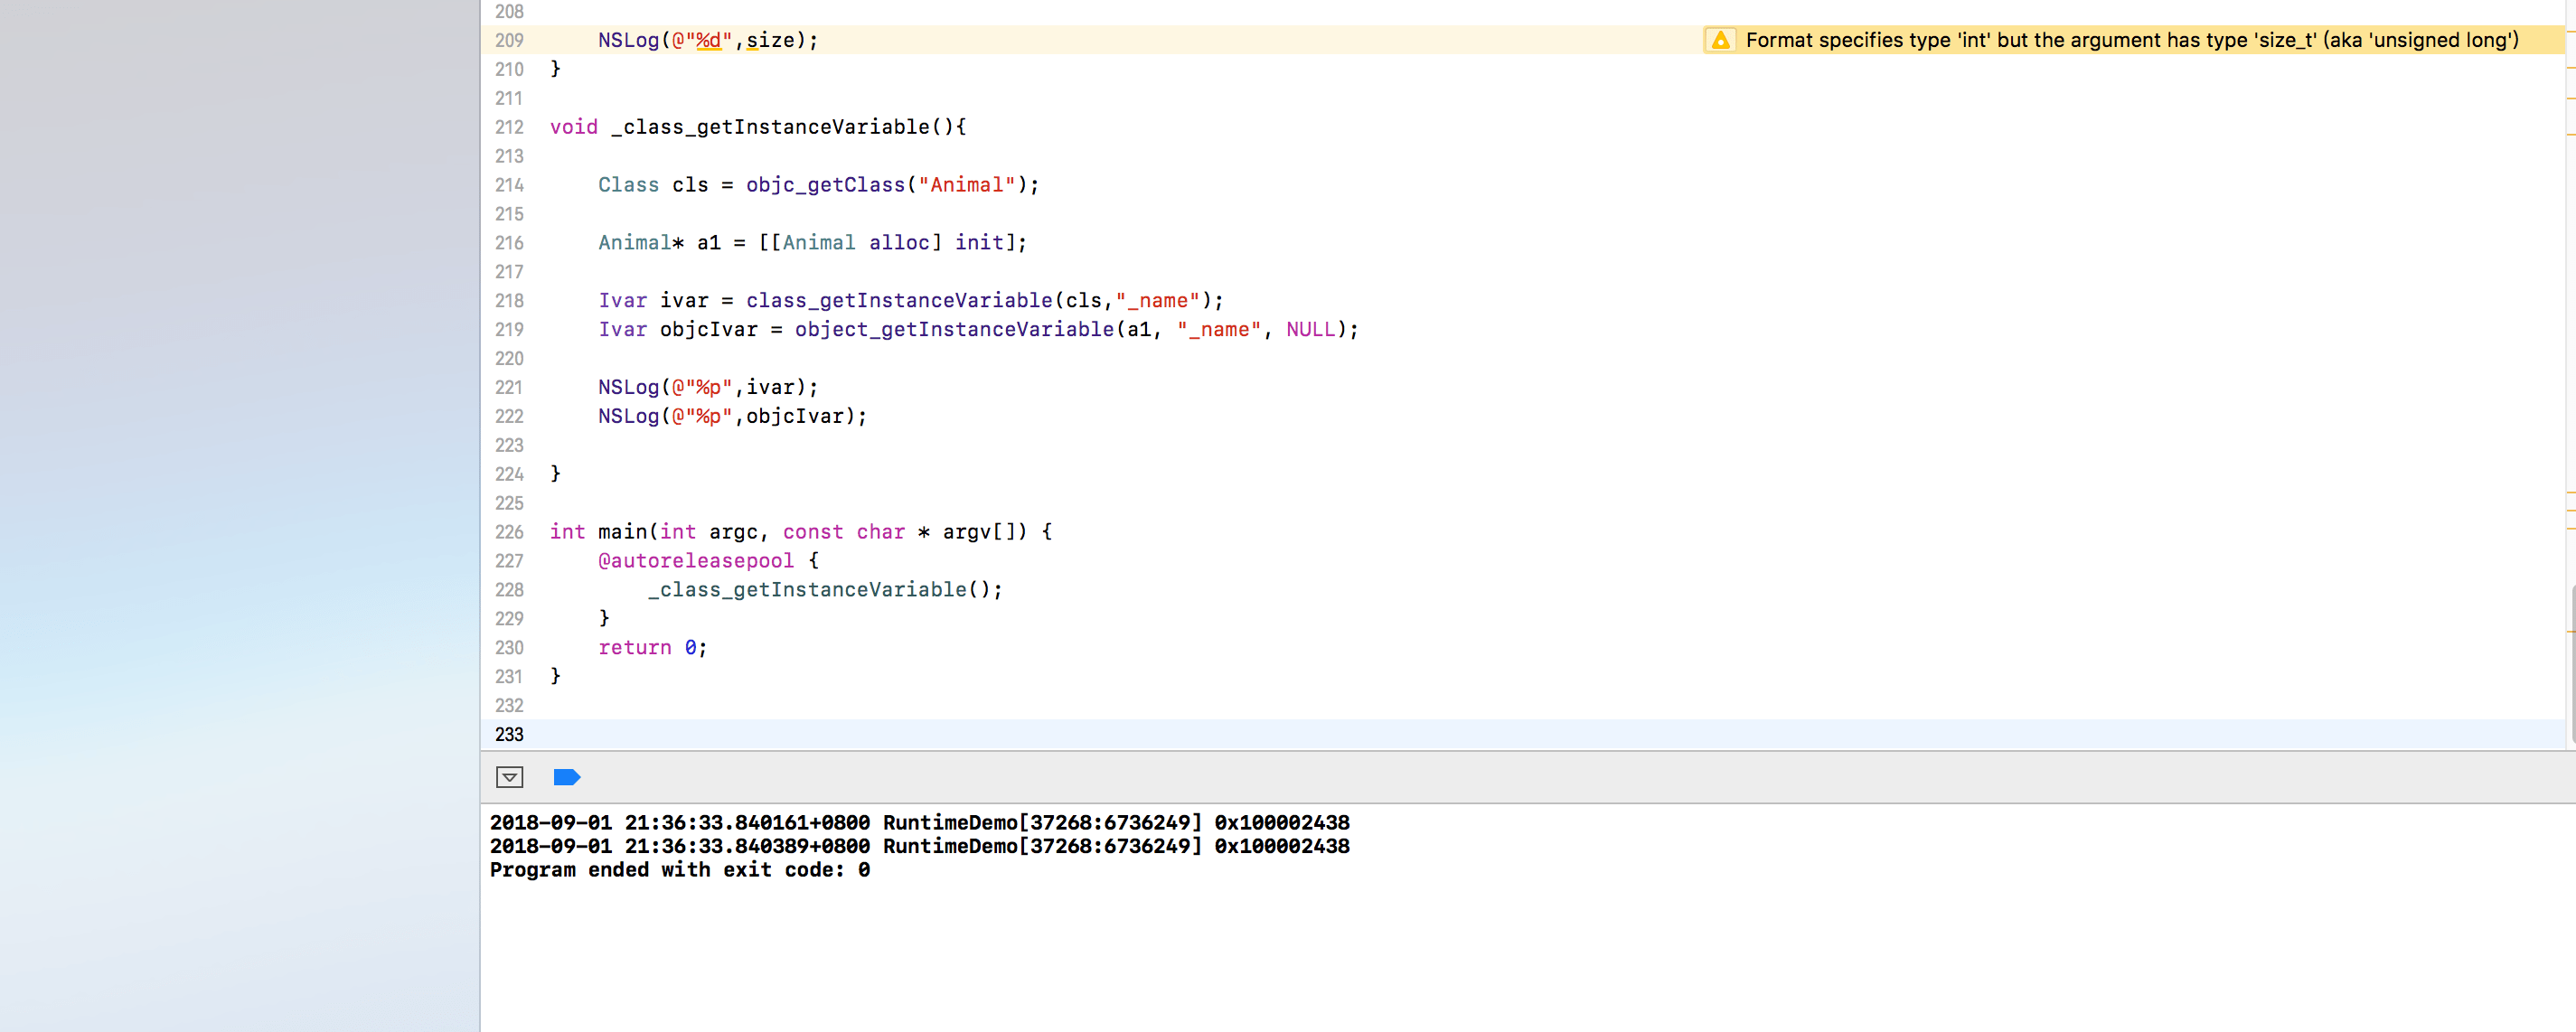 208
209 NSLog(@"%d",size); Format specifies type 'int' but the argument has type 'size_t' (aka 'unsigned long')
210 }
211
212 void _class_getInstanceVariable(){
213
214 Class cls = objc_getClass("Animal");
215
216 Animal* a1 = [[Animal alloc] init];
217
218 Ivar ivar = class_getInstanceVariable(cls,"_name");
219 Ivar objcIvar = object_getInstanceVariable(a1, "_name", NULL);
220
221 NSLog(@"%p",ivar);
222 NSLog(@"%p",objcIvar);
223
224 }
225
226 int main(int argc, const char * argv[]) {
227 @autoreleasepool {
228 _class_getInstanceVariable();
229 }
230 return 0;
231 }
232
233
2018-09-01 21:36:33.840161+0800 RuntimeDemo[37268:6736249] 0x100002438
2018-09-01 21:36:33.840389+0800 RuntimeDemo[37268:6736249] 0x100002438
Program ended with exit code: 0